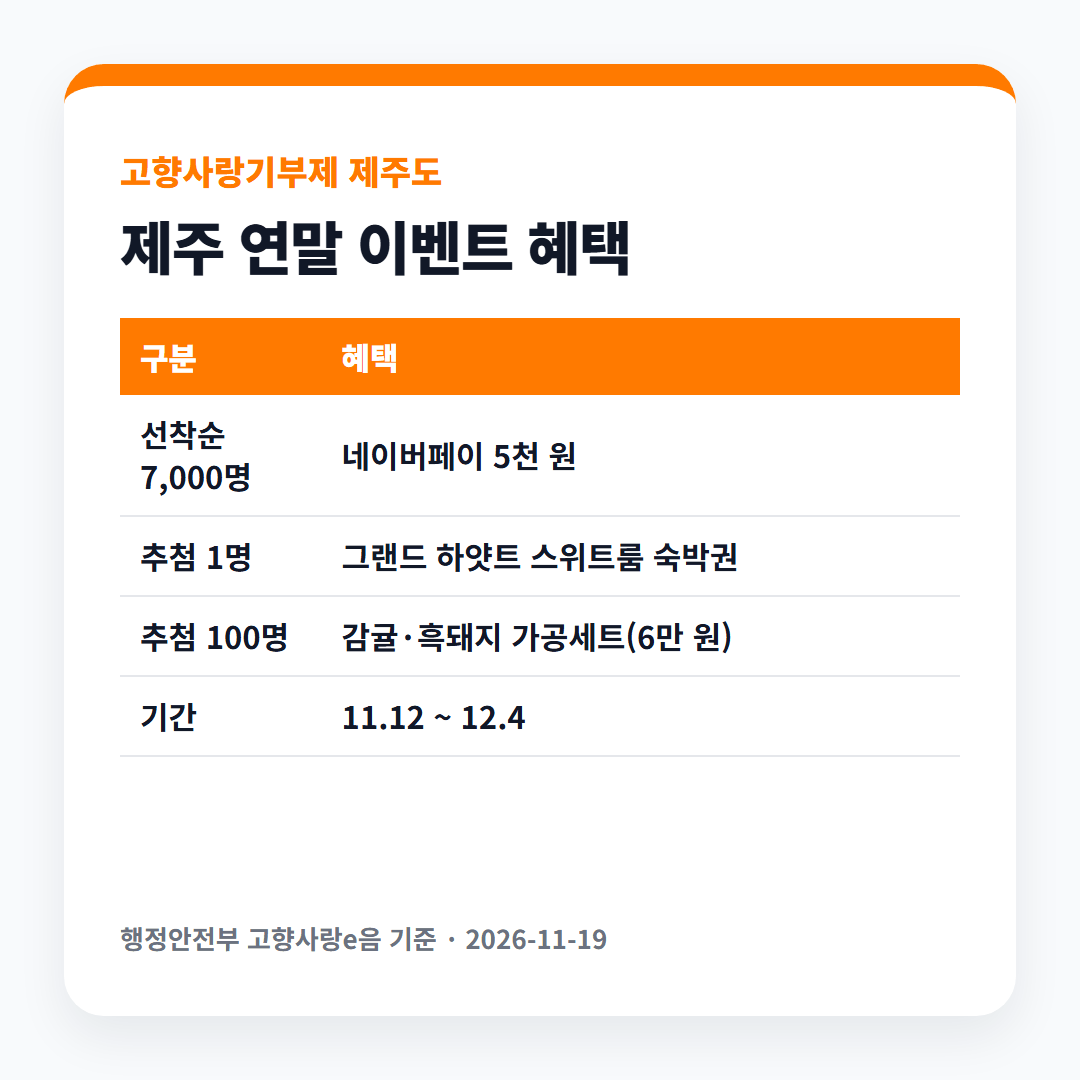 고향사랑기부제 제주도
제주 연말 이벤트 혜택
구분 혜택
선착순
7,000명
네이버페이 5천 원
추첨 1명 그랜드 하얏트 스위트룸 숙박권
추첨 100명 감귤·흑돼지 가공세트(6만 원)
기간 11.12 ~ 12.4
행정안전부 고향사랑e음 기준 · 2026-11-19